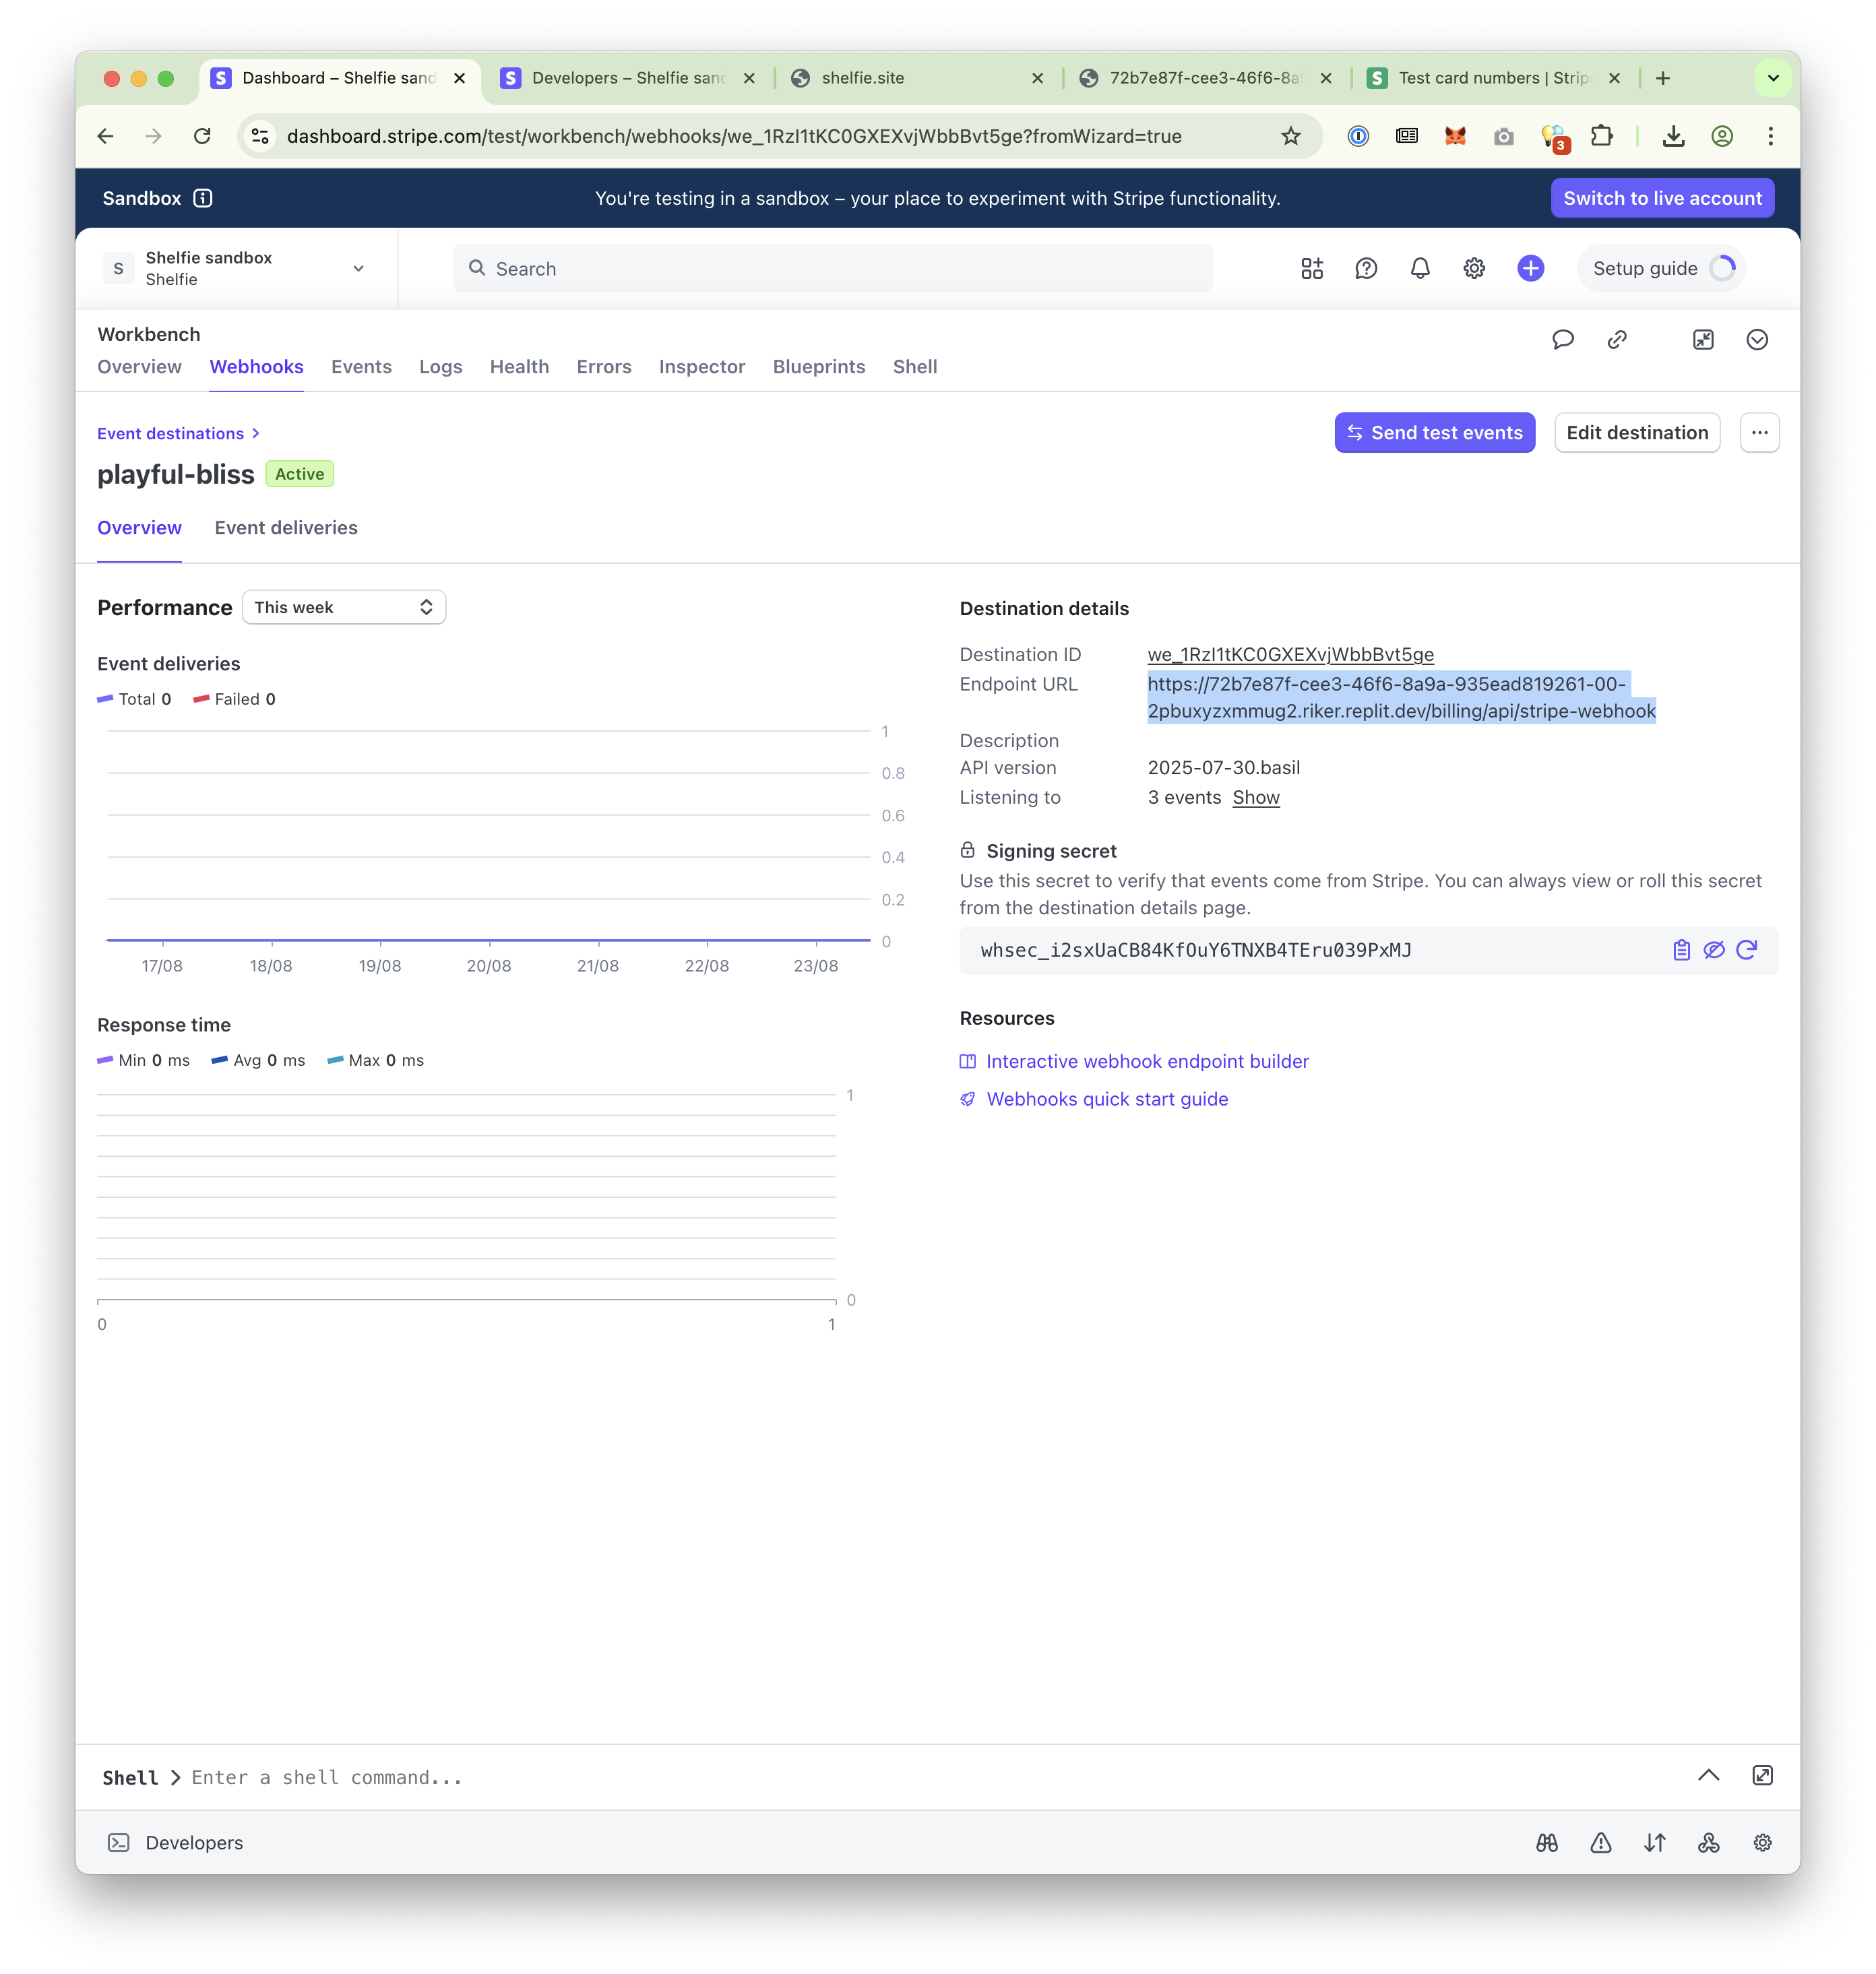 Dashboard – Shelfie sand
Developers – Shelfie sand
shelfie.site
72b7e87f-cee3-46f6-8a9
Test card numbers | Strip
dashboard.stripe.com/test/workbench/webhooks/we_1RzI1tKC0GXEXvjWbbBvt5ge?fromWizard=true
3
Sandbox
You're testing in a sandbox – your place to experiment with Stripe functionality.
Switch to live account
S
Shelfie sandbox
Shelfie
Search
Setup guide
Workbench
Overview
Webhooks
Events
Logs
Health
Errors
Inspector
Blueprints
Shell
Event destinations
Send test events
Edit destination
playful-bliss
Active
Overview
Event deliveries
Performance
This week
Event deliveries
Total 0
Failed 0
1
0.8
0.6
0.4
0.2
0
17/08
18/08
19/08
20/08
21/08
22/08
23/08
Response time
Min 0 ms
Avg 0 ms
Max 0 ms
1
0
0
1
Destination details
Destination ID
we_1RzI1tKC0GXEXvjWbbBvt5ge
Endpoint URL
https://72b7e87f-cee3-46f6-8a9a-935ead819261-00-
2pbuxyzxmmug2.riker.replit.dev/billing/api/stripe-webhook
Description
API version
2025-07-30.basil
Listening to
3 events Show
Signing secret
Use this secret to verify that events come from Stripe. You can always view or roll this secret
from the destination details page.
whsec_i2sxUaCB84KfOuY6TNXB4TEru039PxMJ
Resources
Interactive webhook endpoint builder
Webhooks quick start guide
Shell
Enter a shell command...
Developers